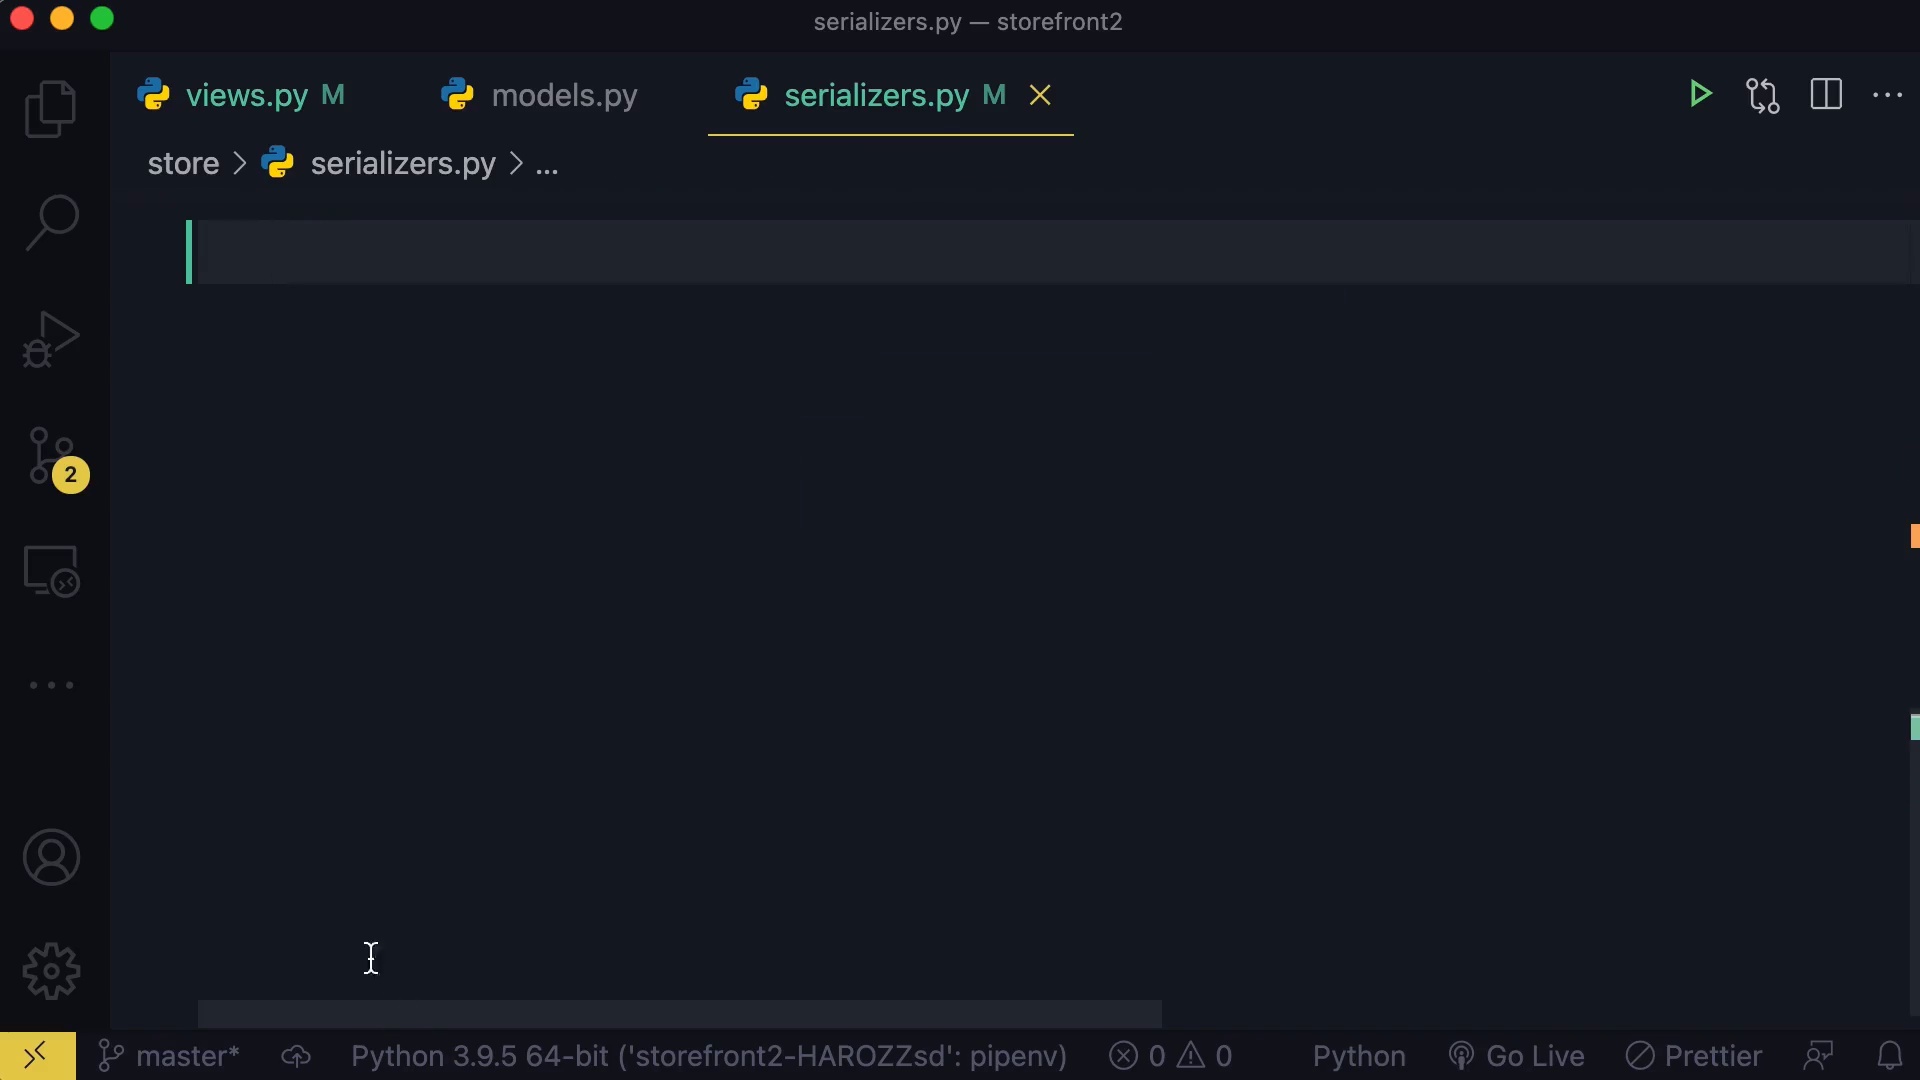 serializers.py — storefront2
views.py M
models.py
serializers.py M
store > serializers.py > ...
2
master*
Python 3.9.5 64-bit ('storefront2-HAROZZsd': pipenv)
0
0
Python
Go Live
Prettier